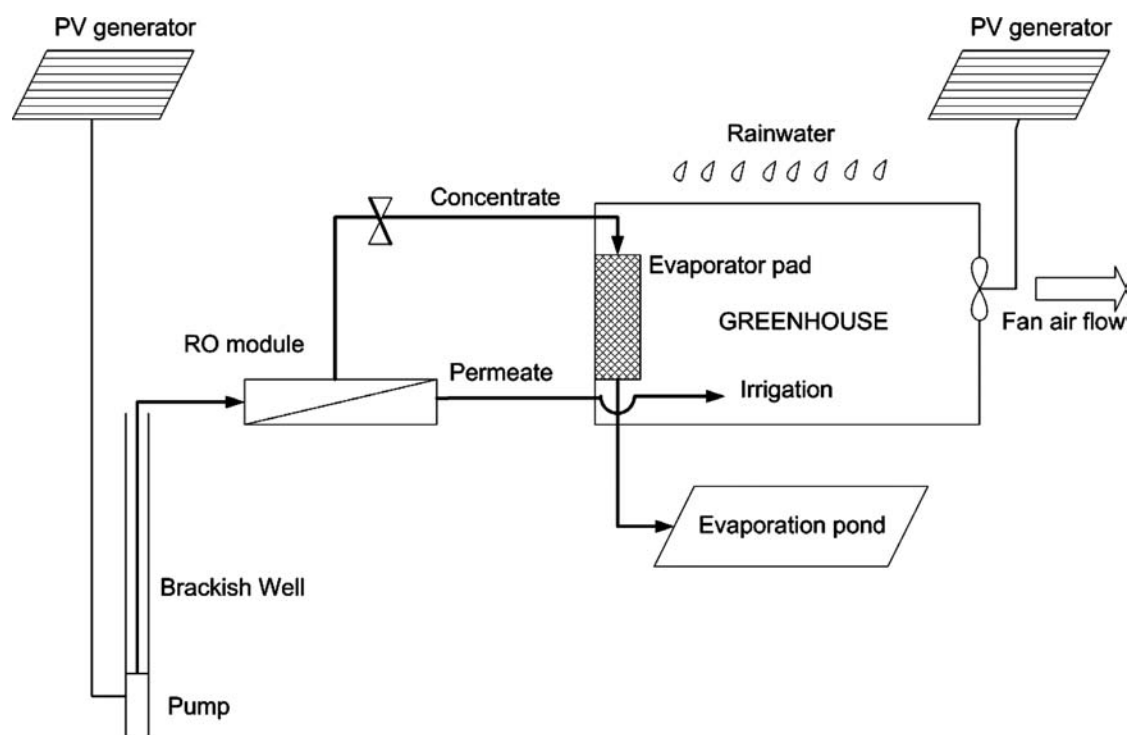 PV generator
PV generator
Rainwater
Concentrate
Evaporator pad
GREENHOUSE
Fan air flow
RO module
Permeate
Irrigation
Evaporation pond
Brackish Well
Pump